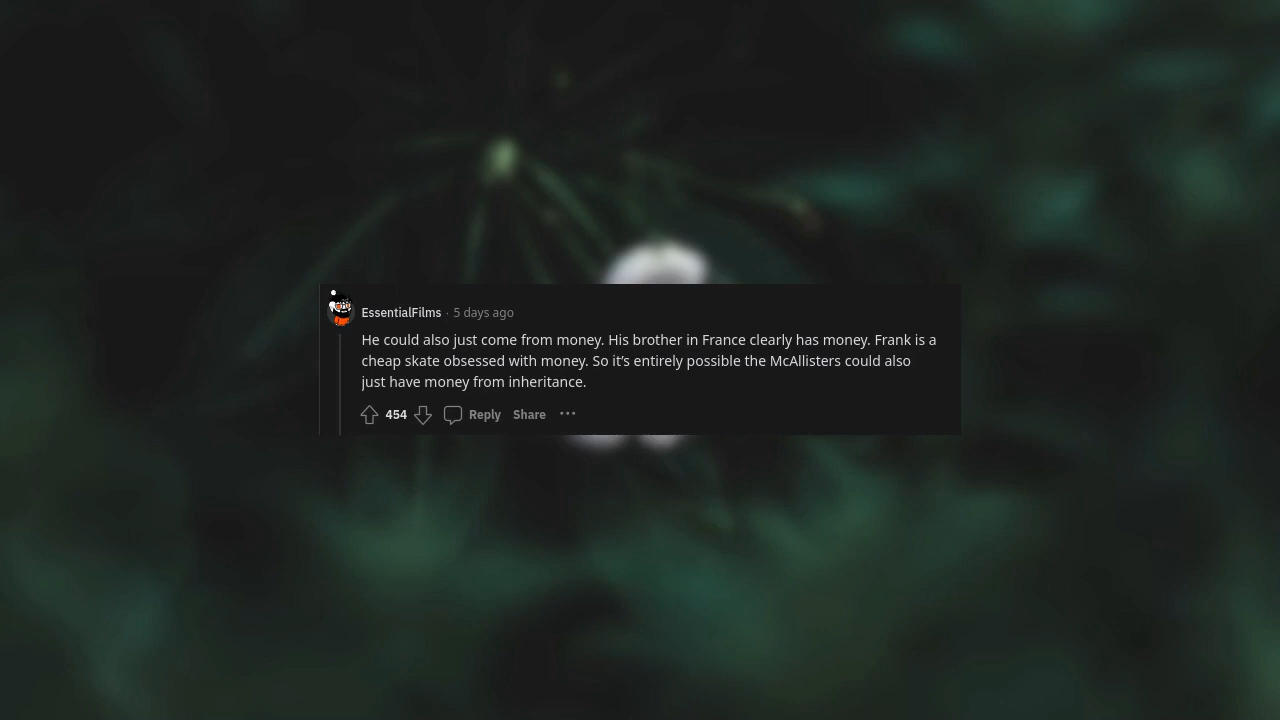 EssentialFilms · 5 days ago
He could also just come from money. His brother in France clearly has money. Frank is a
cheap skate obsessed with money. So it’s entirely possible the McAllisters could also
just have money from inheritance.
454 Reply Share ···